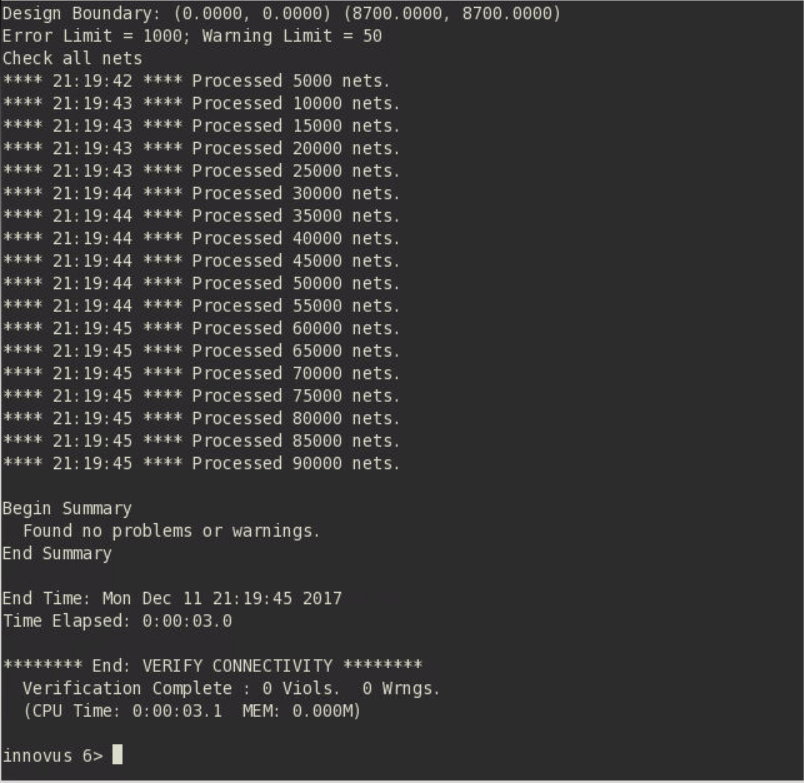 Design Boundary: (0.0000, 0.0000) (8700.0000, 8700.0000)
Error Limit = 1000; Warning Limit = 50
Check all nets
**** 21:19:42 **** Processed 5000 nets.
**** 21:19:43 **** Processed 10000 nets.
**** 21:19:43 **** Processed 15000 nets.
**** 21:19:43 **** Processed 20000 nets.
**** 21:19:43 **** Processed 25000 nets.
**** 21:19:44 **** Processed 30000 nets.
**** 21:19:44 **** Processed 35000 nets.
**** 21:19:44 **** Processed 40000 nets.
**** 21:19:44 **** Processed 45000 nets.
**** 21:19:44 **** Processed 50000 nets.
**** 21:19:44 **** Processed 55000 nets.
**** 21:19:45 **** Processed 60000 nets.
**** 21:19:45 **** Processed 65000 nets.
**** 21:19:45 **** Processed 70000 nets.
**** 21:19:45 **** Processed 75000 nets.
**** 21:19:45 **** Processed 80000 nets.
**** 21:19:45 **** Processed 85000 nets.
**** 21:19:45 **** Processed 90000 nets.
Begin Summary
  Found no problems or warnings.
End Summary
End Time: Mon Dec 11 21:19:45 2017
Time Elapsed: 0:00:03.0
******** End: VERIFY CONNECTIVITY ********
  Verification Complete : 0 Viols.  0 Wrngs.
  (CPU Time: 0:00:03.1  MEM: 0.000M)
innovus 6>